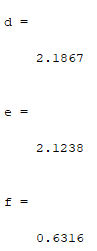 d =
2.1867
e =
2.1238
f =
0.6316